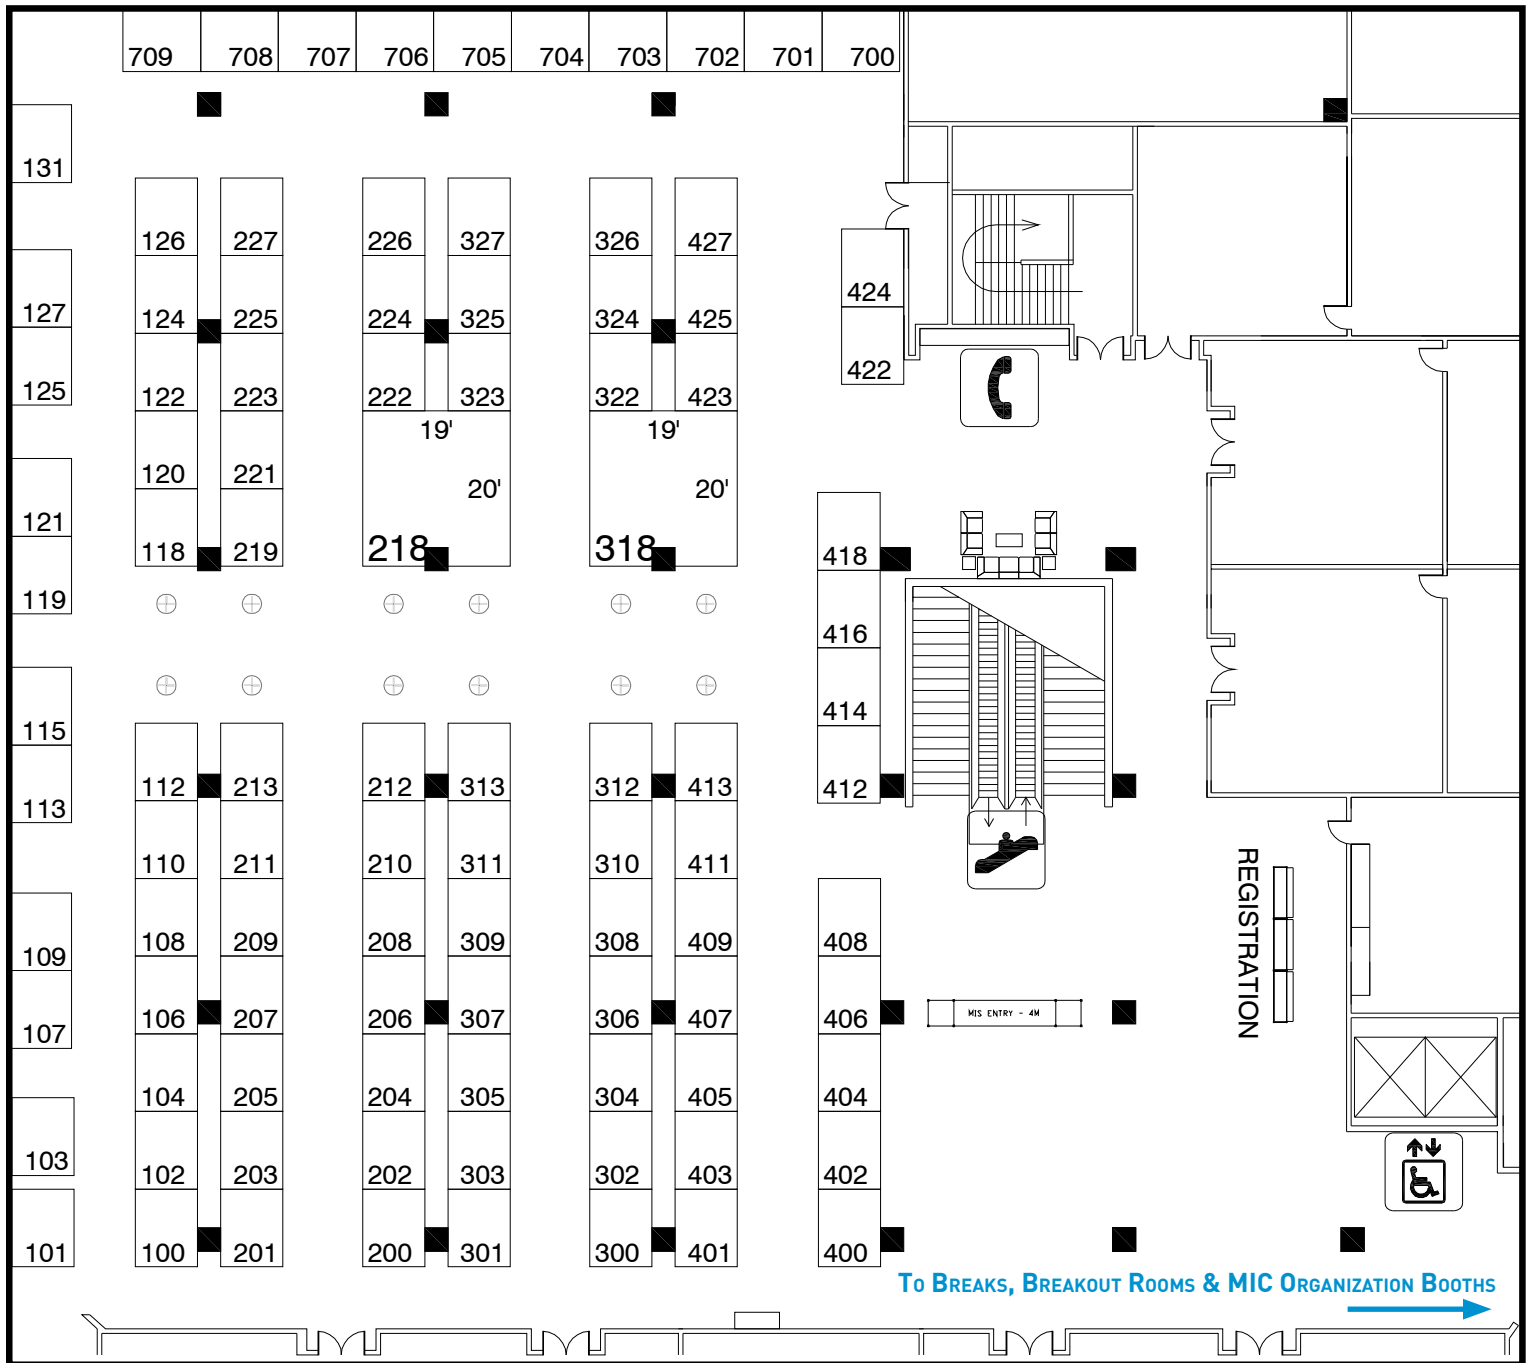 709 708 707 706 705 704 703 702 701 700
131
126 227 226 327 326 427
424
127 124 225 224 325 324 425
422
125 122 223 222 323 322 423
19' 19'
120 221 20' 20'
121 118 219 218 318 418
119
416
115 414
112 213 212 313 312 413 412
113
110 211 210 311 310 411
REGISTRATION
109 108 209 208 309 308 409 408
107 106 207 206 307 306 407 406 MIS ENTRY - 4M
104 205 204 305 304 405 404
103 102 203 202 303 302 403 402
101 100 201 200 301 300 401 400
To Breaks, Breakout Rooms & MIC Organization Booths